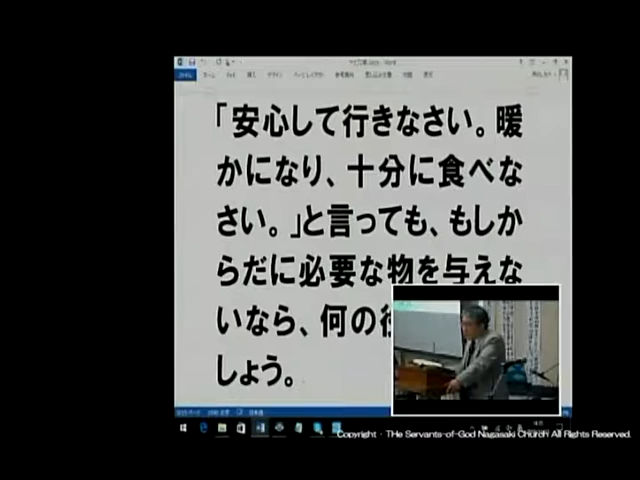 「安心して行きなさい。暖
かになり、十分に食べな
さい。」と言っても、もしか
らだに必要な物を与えな
いなら、何の
しょう。
Copyright・THe Servants-of-God Nagasaki Church All Rights Reserved.